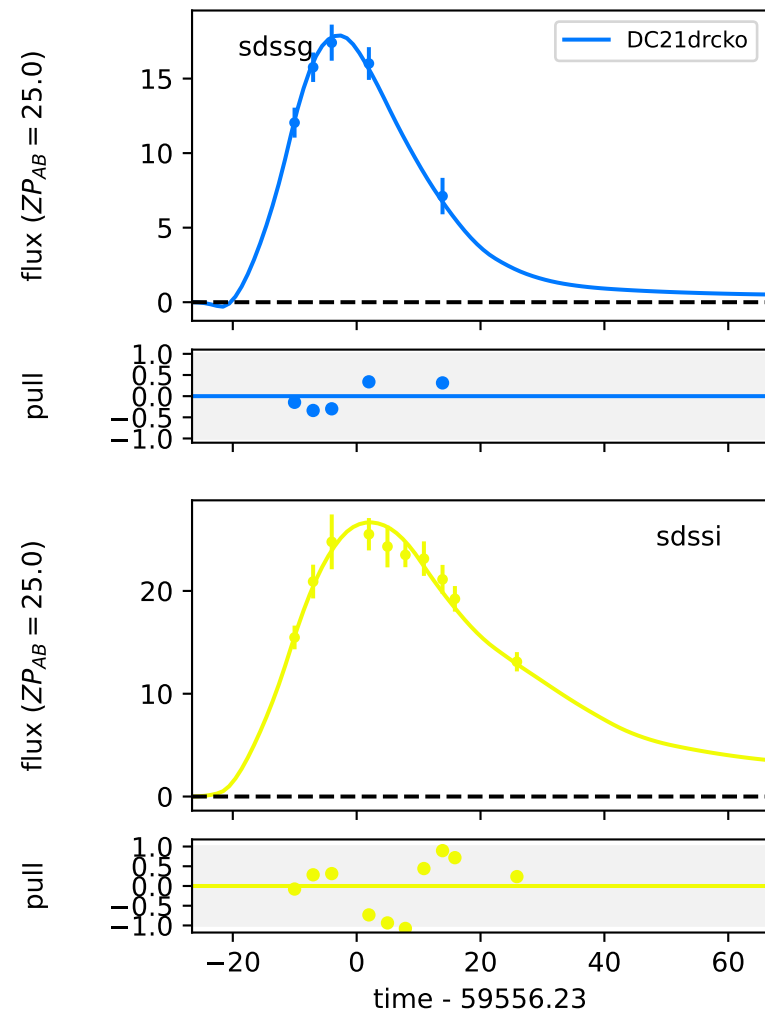 sdssg
DC21drcko
flux (ZP_AB = 25.0)
15
10
5
0
pull
1.0
0.5
0.0
−0.5
−1.0
sdssi
flux (ZP_AB = 25.0)
20
10
0
pull
1.0
0.5
0.0
−0.5
−1.0
−20 0 20 40 60
time - 59556.23